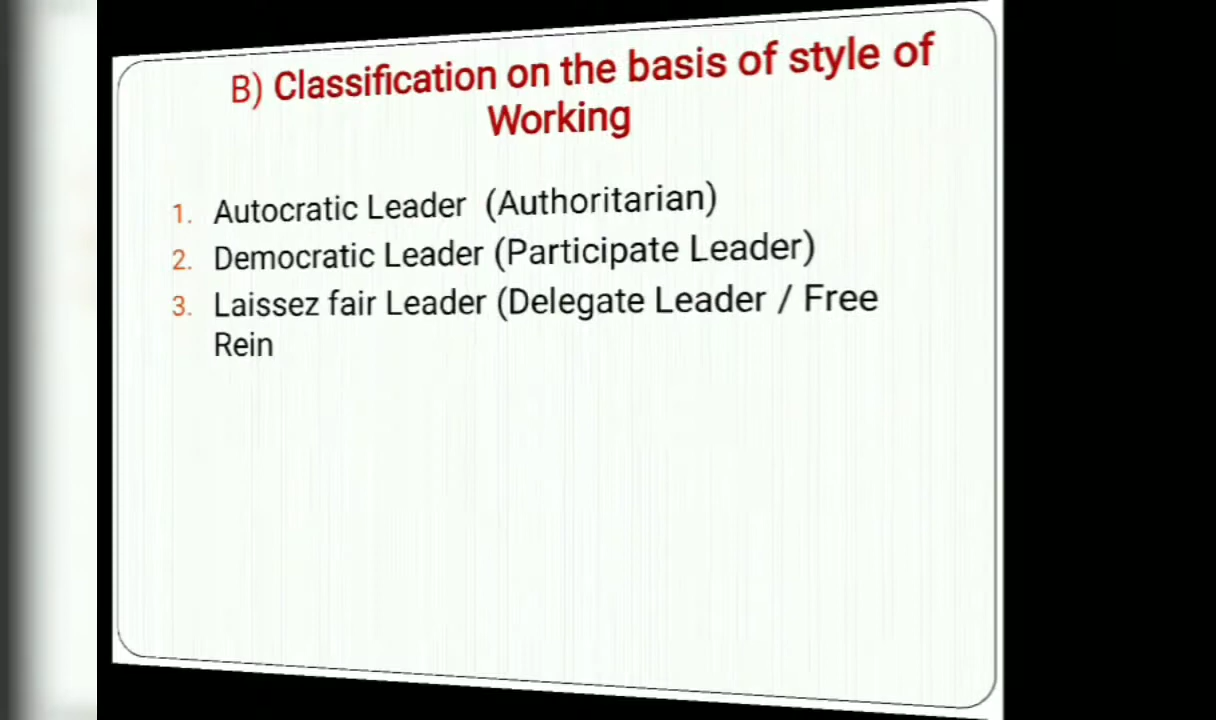 B) Classification on the basis of style of
Working
1. Autocratic Leader (Authoritarian)
2. Democratic Leader (Participate Leader)
3. Laissez fair Leader (Delegate Leader / Free
Rein